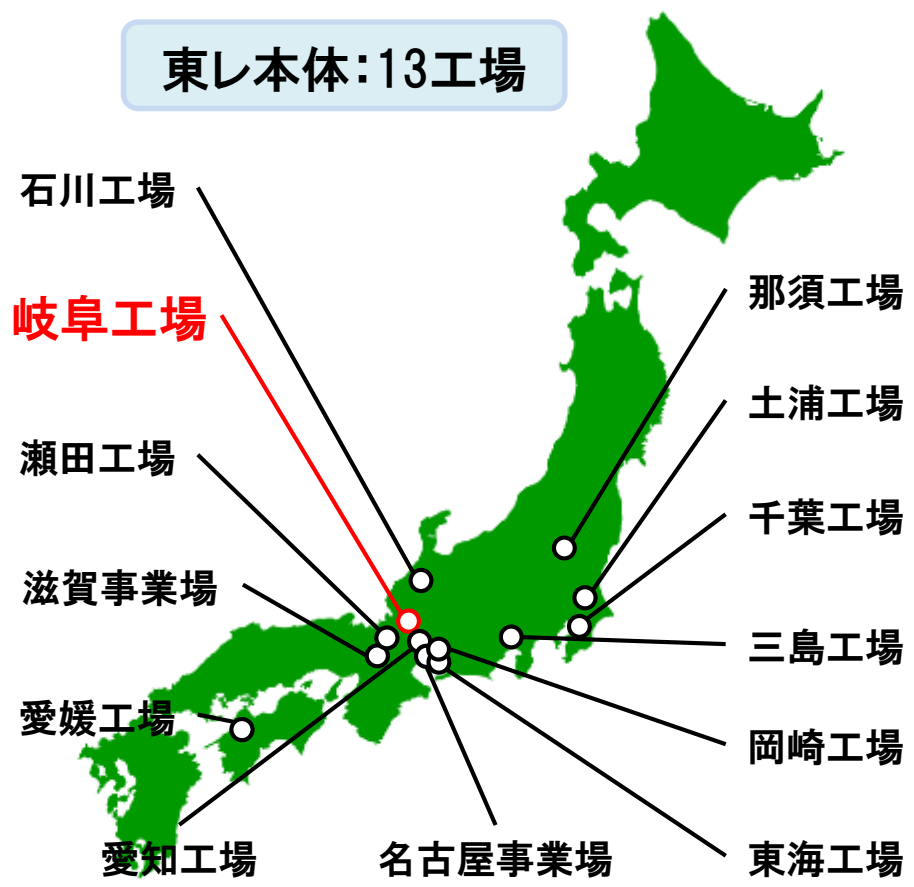 東レ本体：13工場
石川工場
岐阜工場
瀬田工場
滋賀事業場
愛媛工場
愛知工場
名古屋事業場
那須工場
土浦工場
千葉工場
三島工場
岡崎工場
東海工場